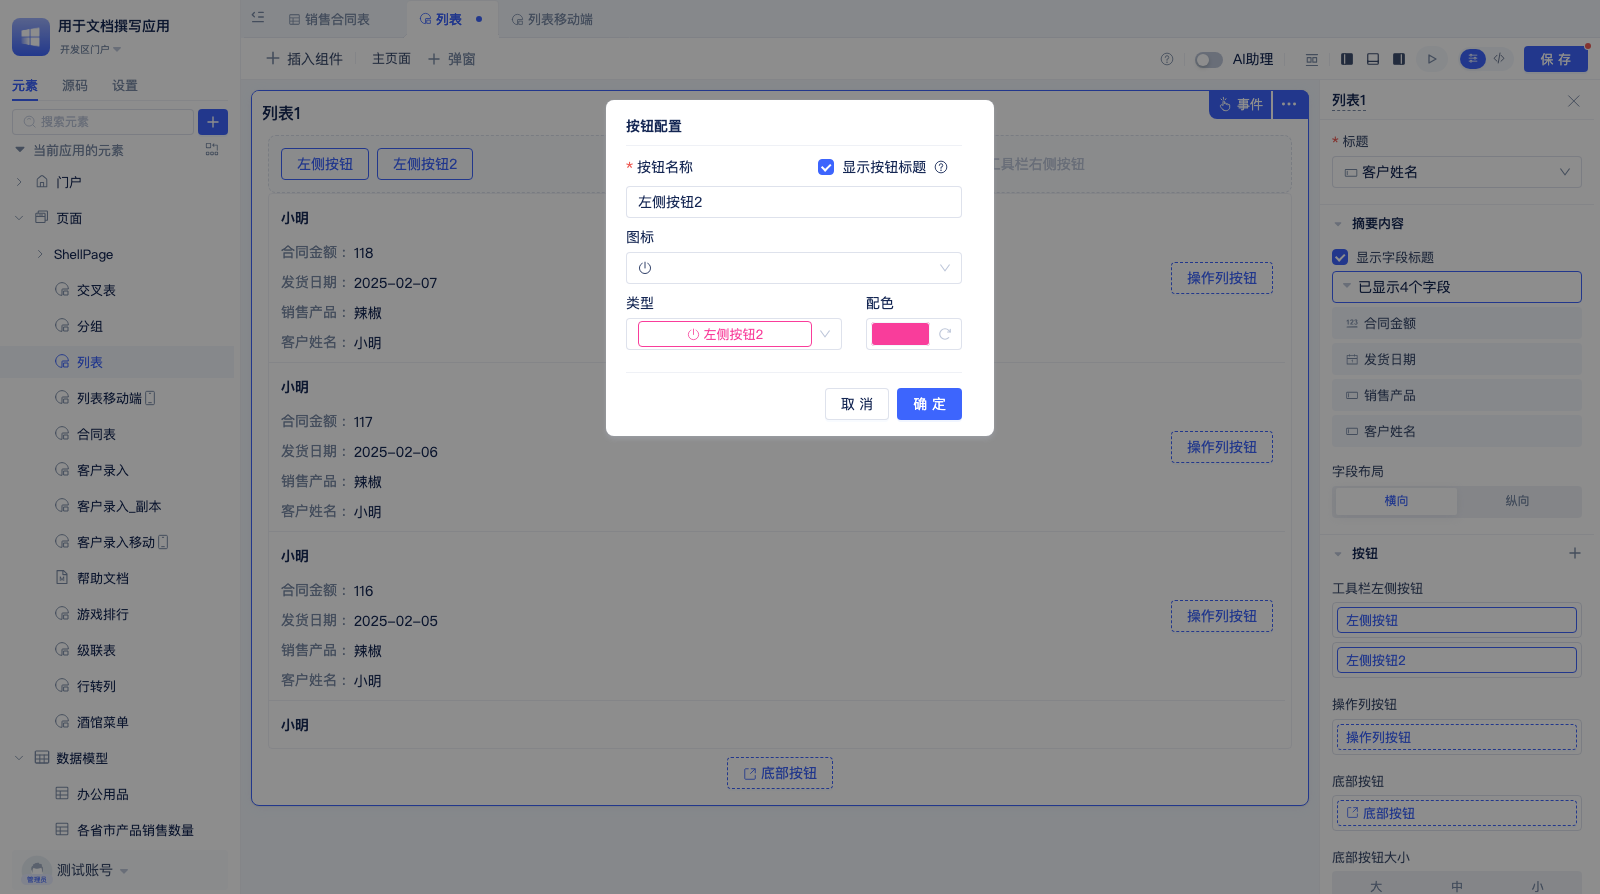 用于文档撰写应用
开发区门户
元素
源码
设置
搜索元素
当前应用的元素
门户
页面
ShellPage
交叉表
分组
列表
列表移动端
合同表
客户录入
客户录入_副本
客户录入移动
帮助文档
游戏排行
级联表
行转列
酒馆菜单
数据模型
办公用品
各省市产品销售数量
管理员
测试账号
销售合同表
列表
列表移动端
插入组件
主页面
弹窗
AI助理
保 存
列表1
事件
左侧按钮
左侧按钮2
工具栏右侧按钮
小明
合同金额： 118
发货日期： 2025-02-07
销售产品： 辣椒
客户姓名： 小明
操作列按钮
小明
合同金额： 117
发货日期： 2025-02-06
销售产品： 辣椒
客户姓名： 小明
操作列按钮
小明
合同金额： 116
发货日期： 2025-02-05
销售产品： 辣椒
客户姓名： 小明
操作列按钮
小明
底部按钮
按钮配置
* 按钮名称
显示按钮标题
左侧按钮2
图标
类型
配色
左侧按钮2
取 消
确 定
列表1
* 标题
客户姓名
摘要内容
显示字段标题
已显示4个字段
123 合同金额
发货日期
销售产品
客户姓名
字段布局
横向
纵向
按钮
工具栏左侧按钮
左侧按钮
左侧按钮2
操作列按钮
操作列按钮
底部按钮
底部按钮
底部按钮大小
大
中
小